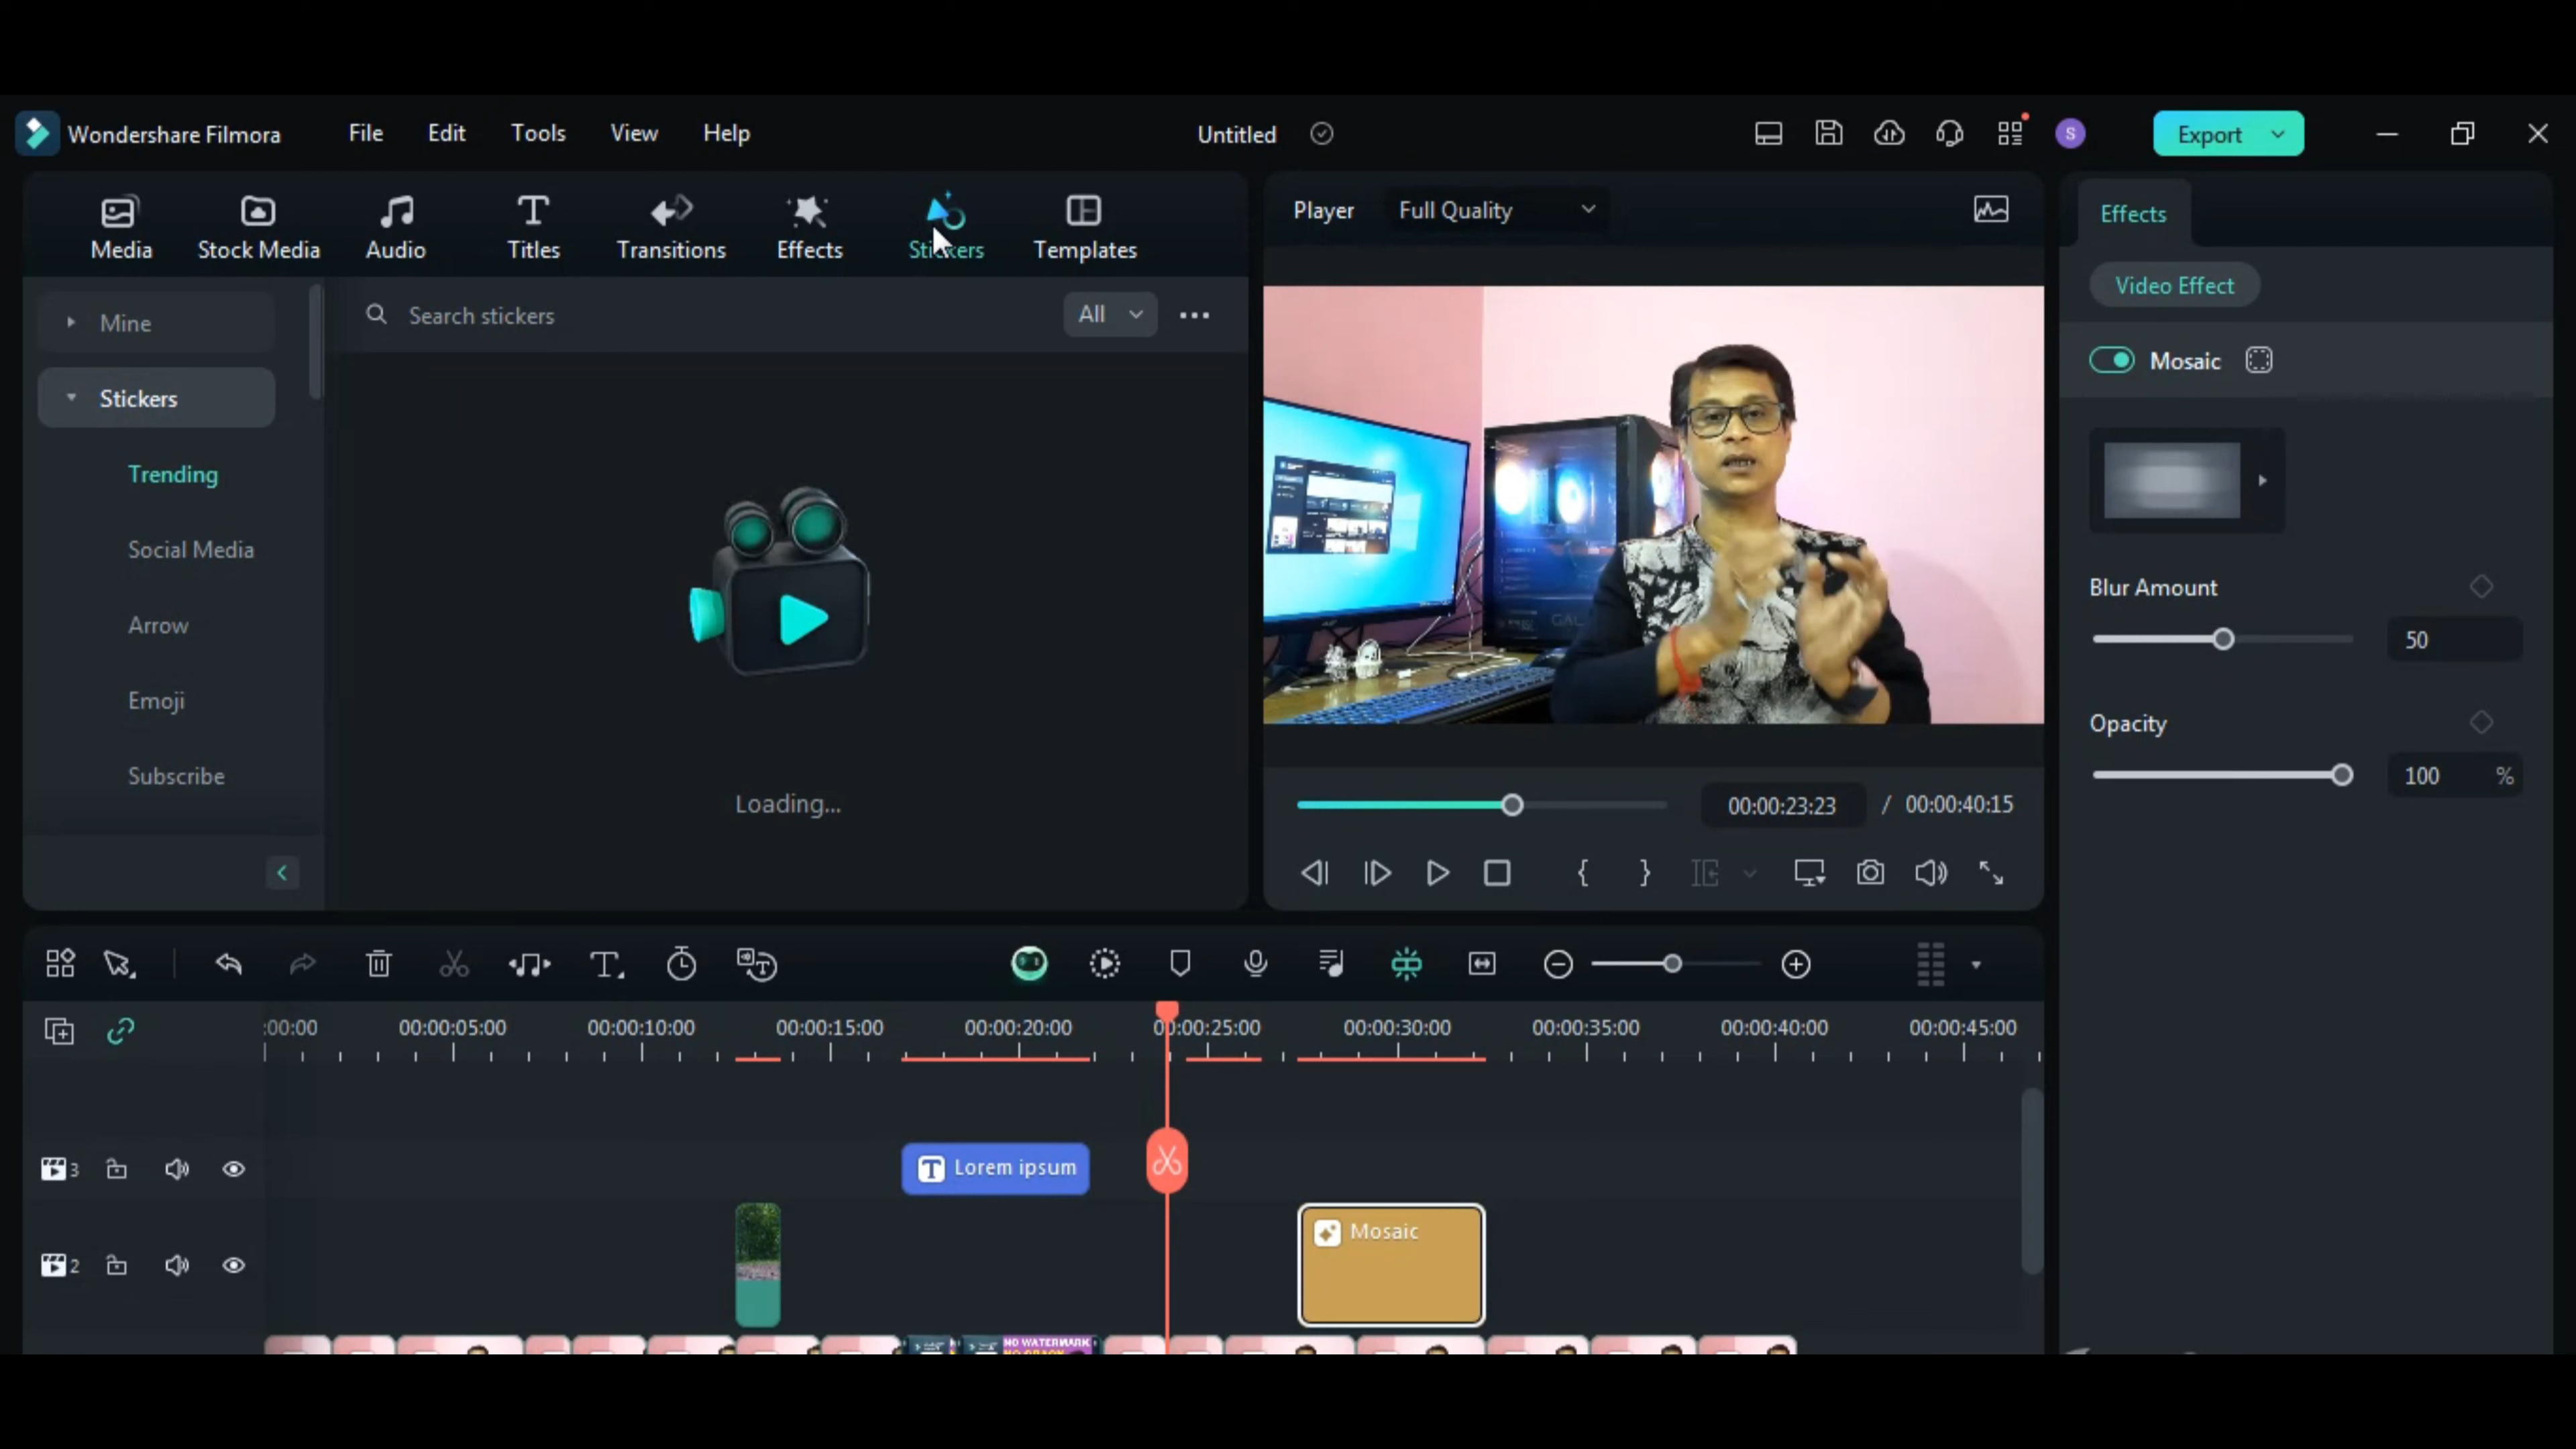 Wondershare Filmora File Edit Tools View Help Untitled S Export
Media Stock Media Audio Titles Transitions Effects Stickers Templates
Player Full Quality
Effects
Video Effect
Mine
Search stickers All
Stickers
Mosaic
Trending
Social Media
Arrow
Emoji
Subscribe
Loading...
Blur Amount
50
Opacity
100 %
00:00:23:23 / 00:00:40:15
:00:00 00:00:05:00 00:00:10:00 00:00:15:00 00:00:20:00 00:00:25:00 00:00:30:00 00:00:35:00 00:00:40:00 00:00:45:00
3
T Lorem ipsum
2
Mosaic
NO WATERMARK